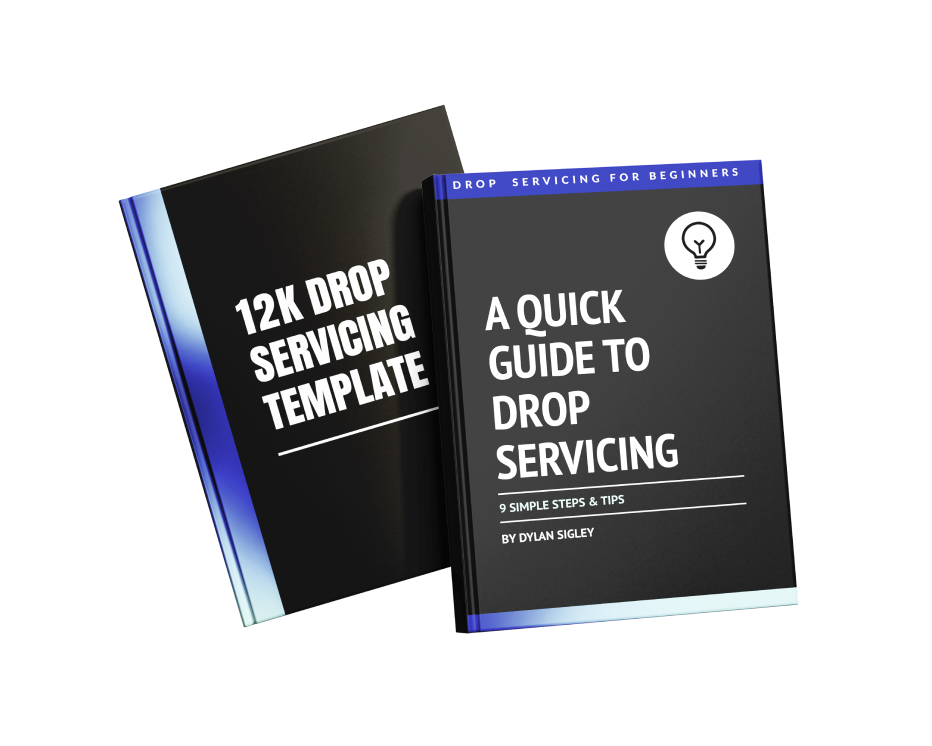 12K DROP
SERVICING
TEMPLATE
DROP SERVICING FOR BEGINNERS
A QUICK
GUIDE TO
DROP
SERVICING
9 SIMPLE STEPS & TIPS
BY DYLAN SIGLEY